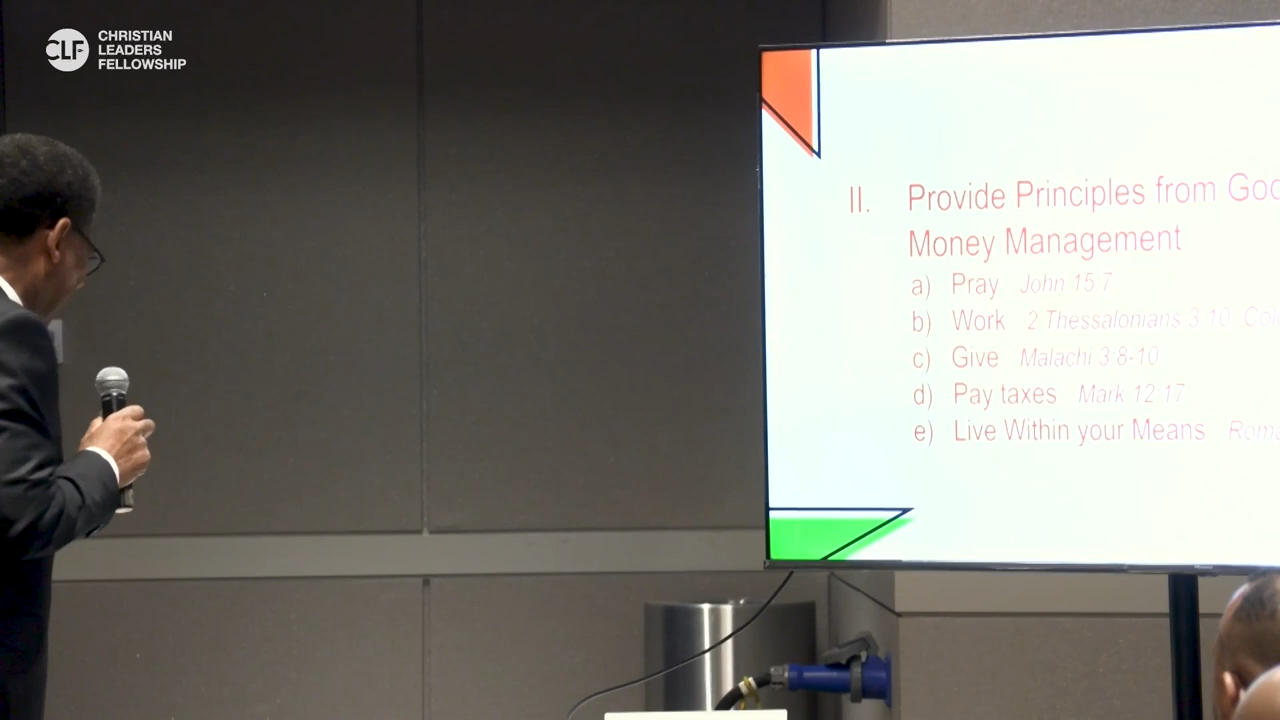 CLF
CHRISTIAN
LEADERS
FELLOWSHIP
II. Provide Principles from
Money Management
a) Pray John 15:7
b) Work 2 Thessalonians 3:10
c) Give Malachi 3:8-10
d) Pay taxes Mark 12:17
e) Live Within your Means